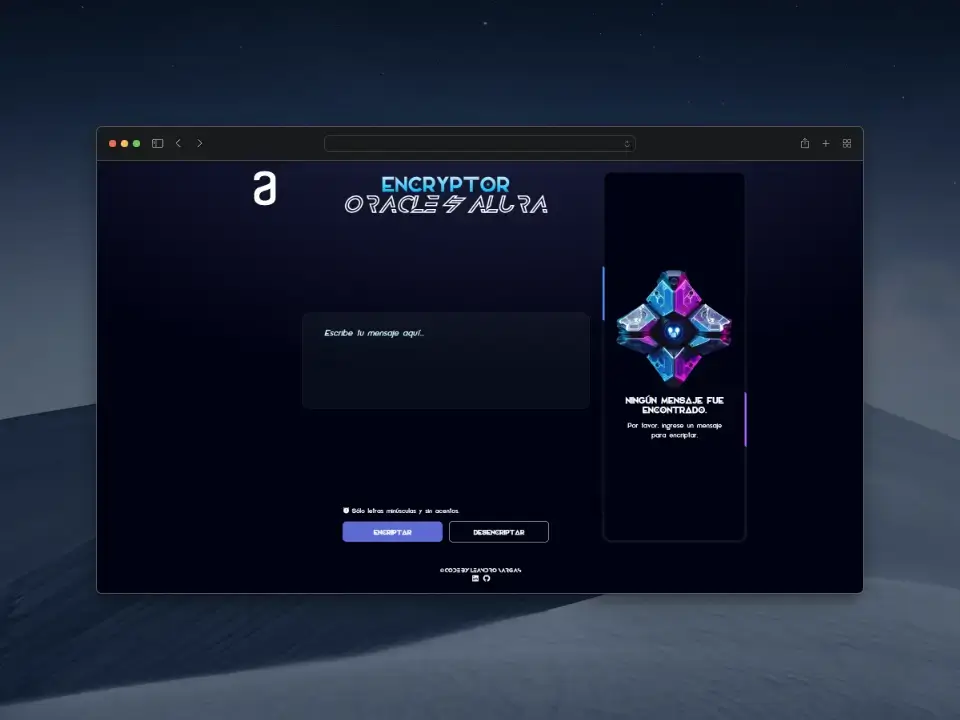 a
ENCRYPTOR
ORACLE & ALURA
Escribe tu mensaje aquí...
NINGÚN MENSAJE FUE
ENCONTRADO.
Por favor, ingrese un mensaje
para encriptar.
Sólo letras minúsculas y sin acentos.
ENCRIPTAR
DESENCRIPTAR
© CODE BY LEANDRO VARGAS